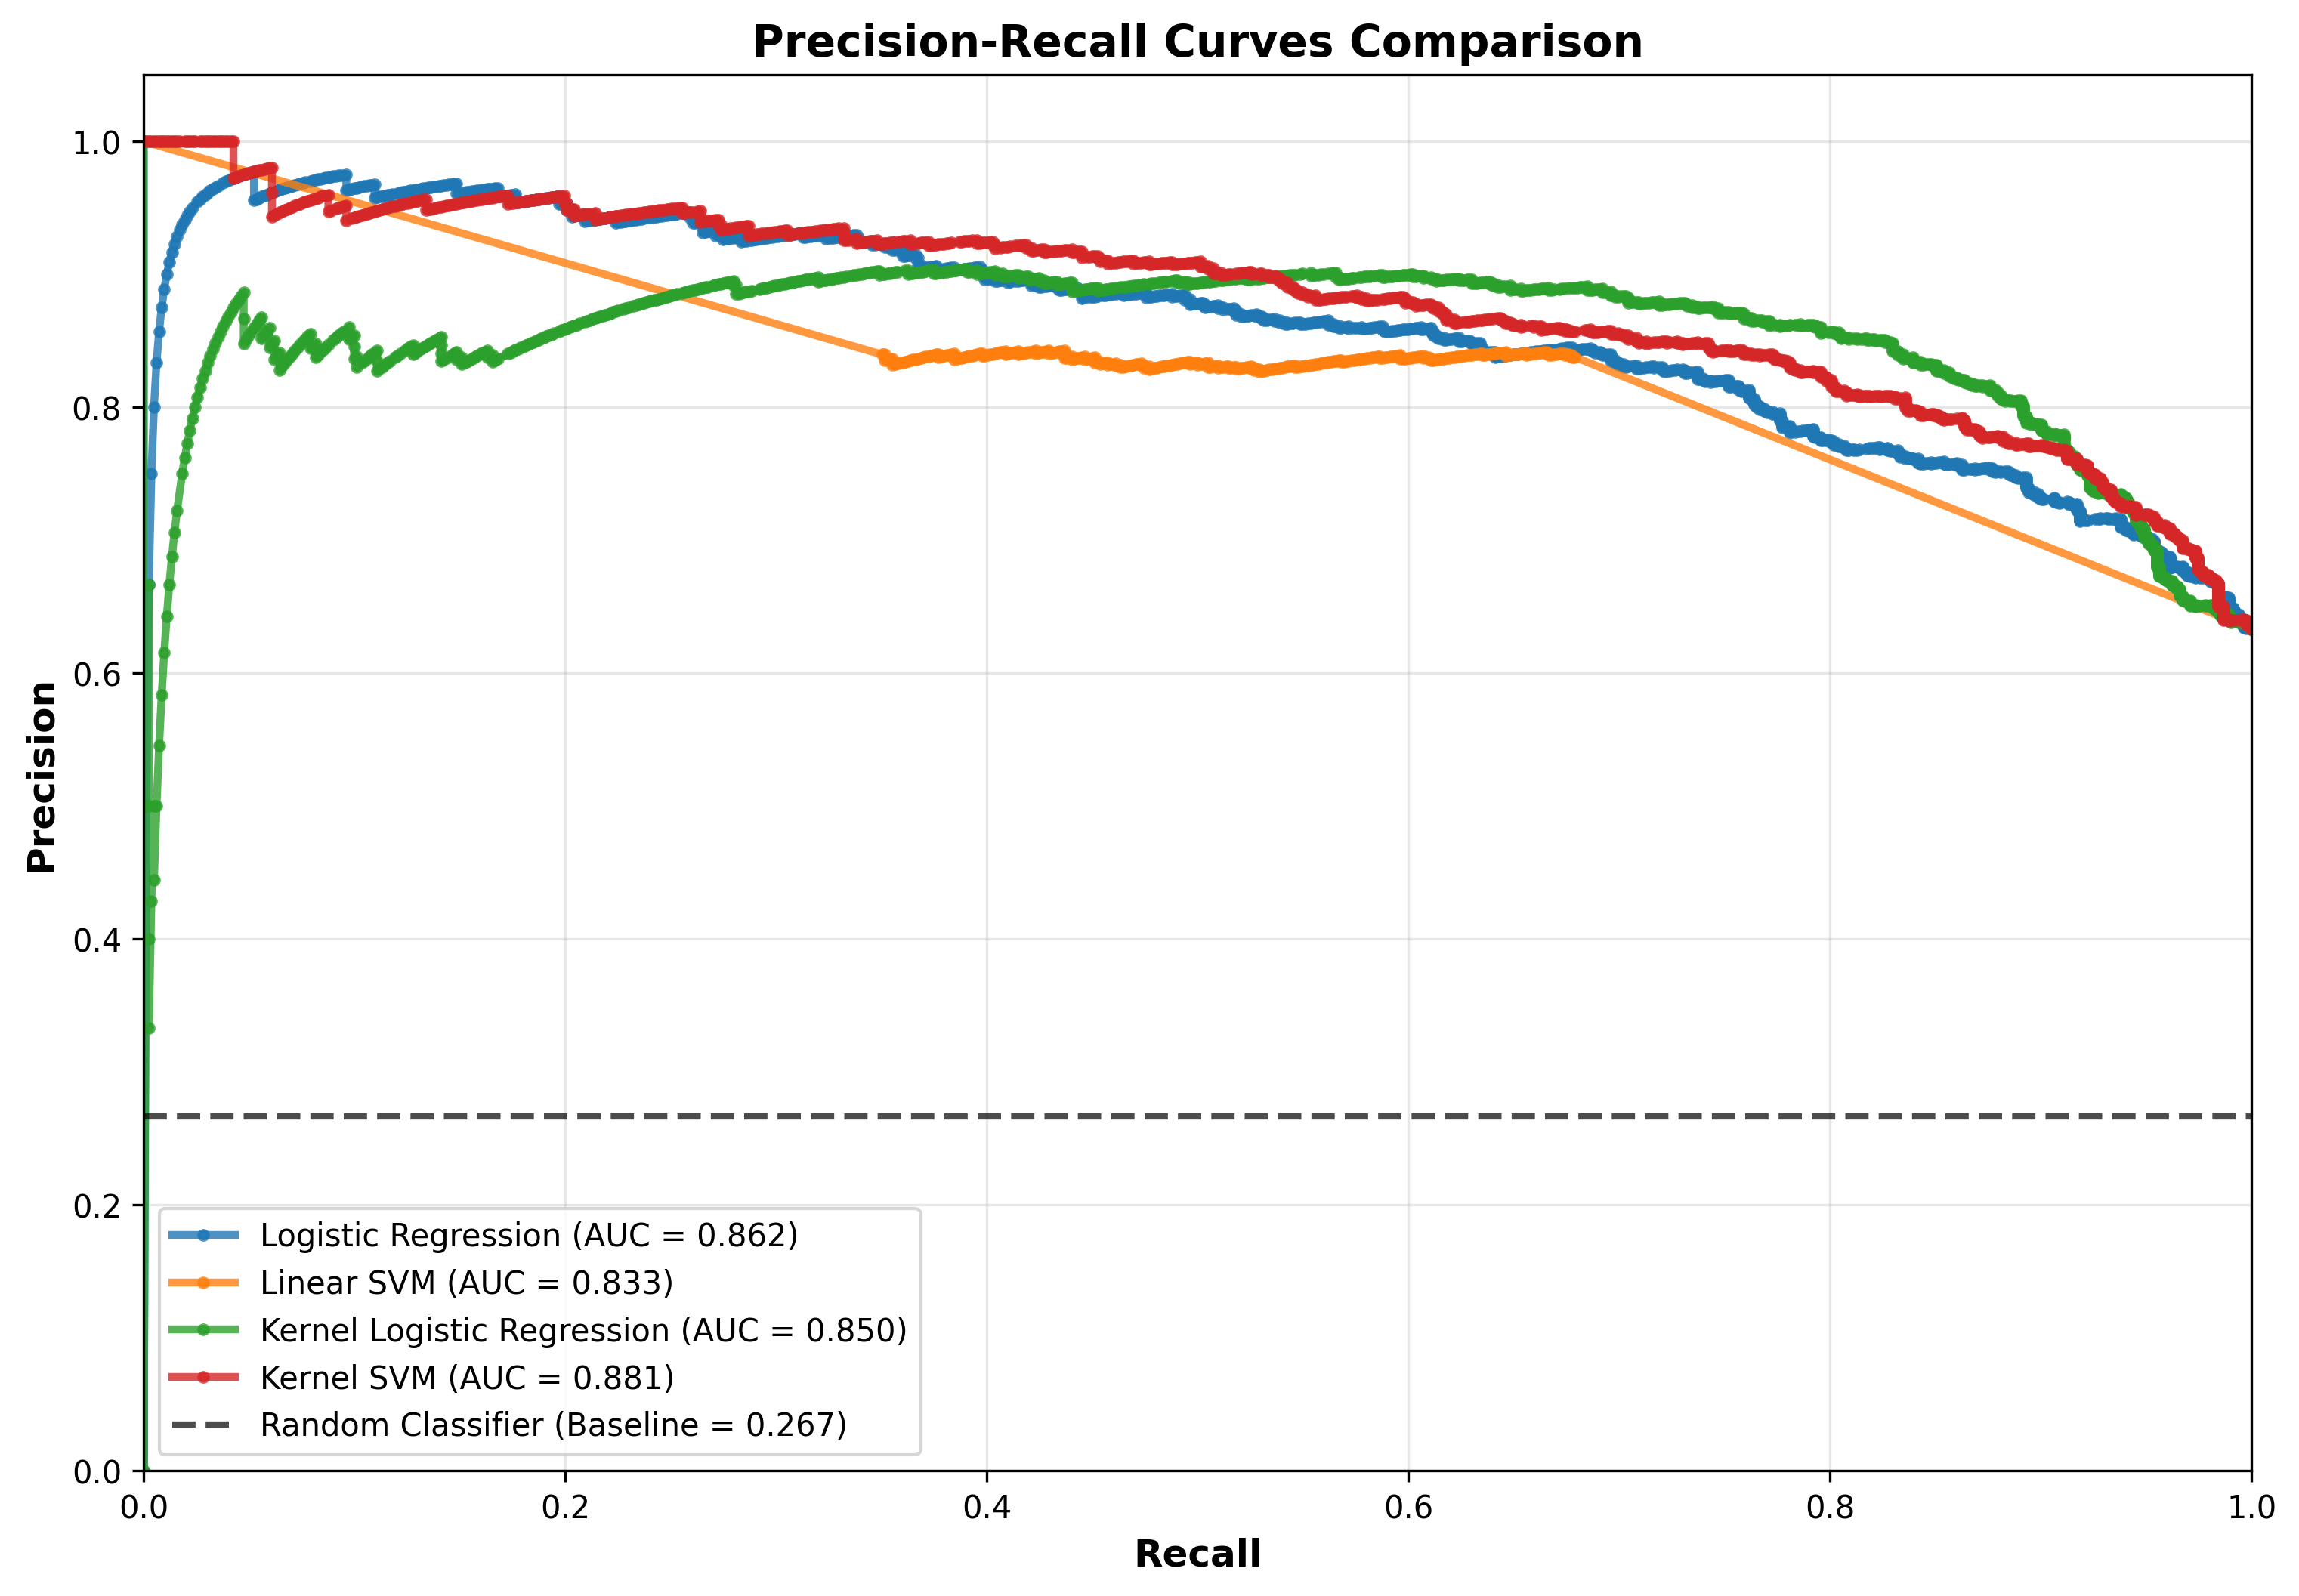 Precision-Recall Curves Comparison
1.0
0.8
0.6
0.4
0.2
0.0
Precision
Logistic Regression (AUC = 0.862)
Linear SVM (AUC = 0.833)
Kernel Logistic Regression (AUC = 0.850)
Kernel SVM (AUC = 0.881)
Random Classifier (Baseline = 0.267)
0.0 0.2 0.4 0.6 0.8 1.0
Recall